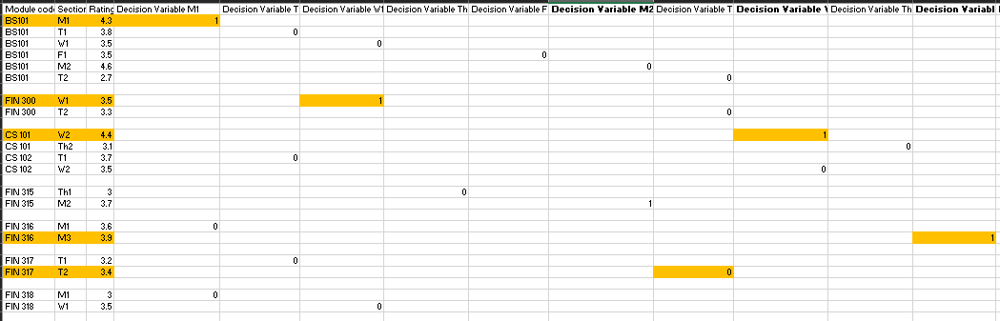 Module code Section Rating Decision Variable M1 Decision Variable T Decision Variable W1 Decision Variable Th Decision Variable F Decision Variable M2 Decision Variable T Decision Variable Decision Variable Th Decision Variabl
BS101 M1 4.3 1
BS101 T1 3.8 0
BS101 W1 3.5 0
BS101 F1 3.5 0
BS101 M2 4.6 0
BS101 T2 2.7 0
FIN 300 W1 3.5 1
FIN 300 T2 3.3 0
CS 101 W2 4.4 1
CS 101 Th2 3.1 0
CS 102 T1 3.7 0
CS 102 W2 3.5 0
FIN 315 Th1 3 0
FIN 315 M2 3.7 1
FIN 316 M1 3.6 0
FIN 316 M3 3.9 1
FIN 317 T1 3.2 0
FIN 317 T2 3.4 0
FIN 318 M1 3 0
FIN 318 W1 3.5 0